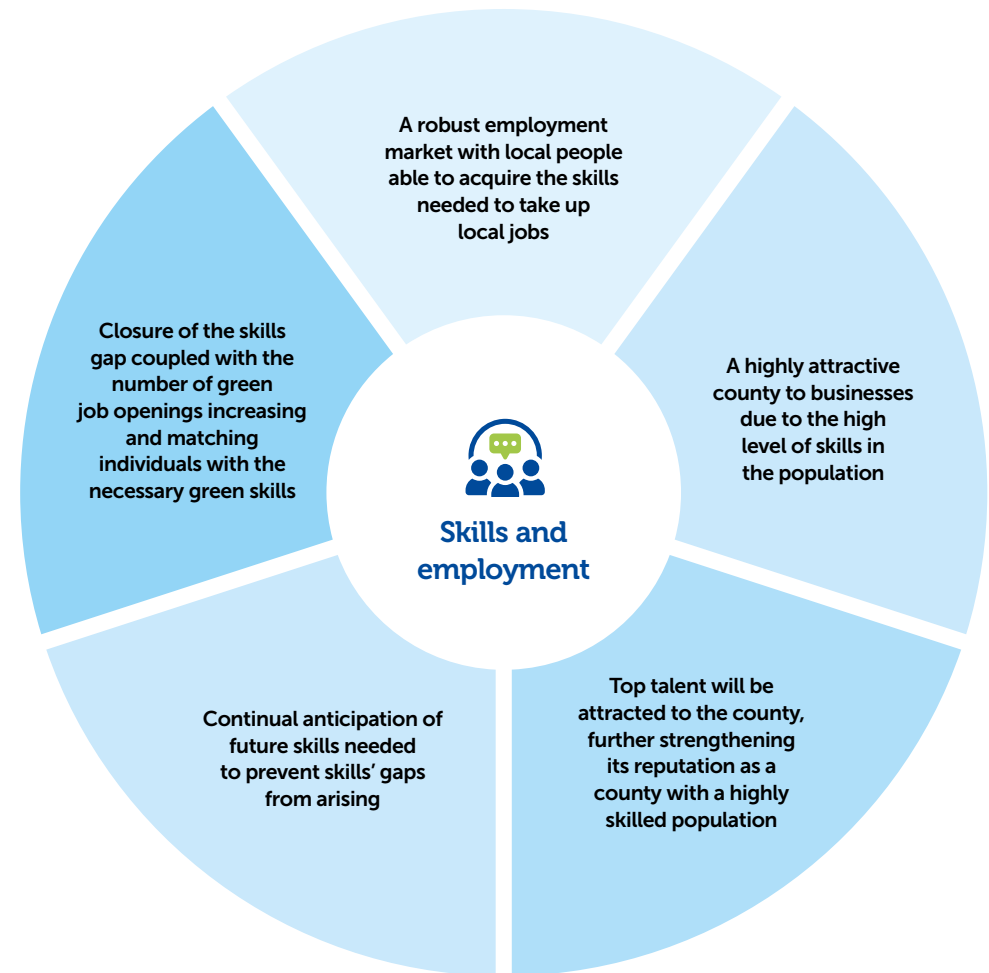 A robust employment
market with local people
able to acquire the skills
needed to take up
local jobs
A highly attractive
county to businesses
due to the high
level of skills in
the population
Top talent will be
attracted to the county,
further strengthening
its reputation as a
county with a highly
skilled population
Continual anticipation of
future skills needed
to prevent skills’ gaps
from arising
Closure of the skills
gap coupled with the
number of green
job openings increasing
and matching
individuals with the
necessary green skills
Skills and
employment